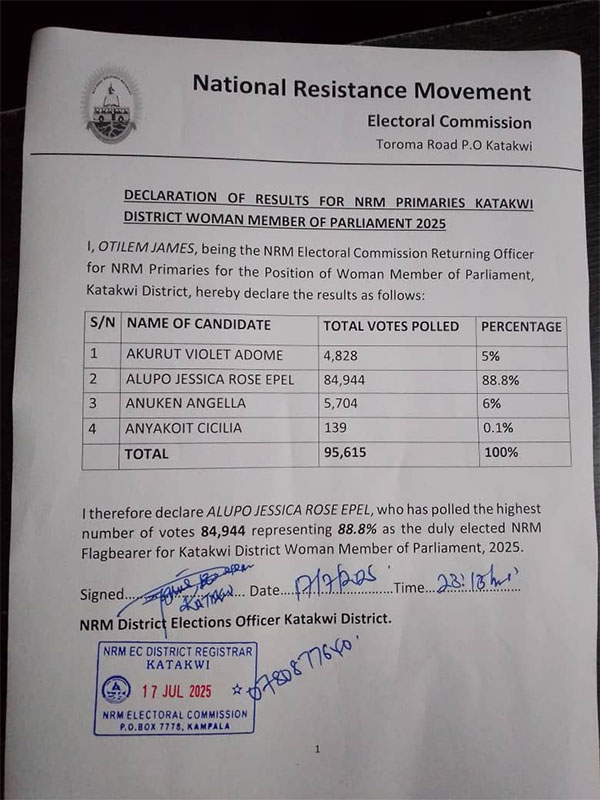 National Resistance Movement
Electoral Commission
Toroma Road P.O Katakwi
DECLARATION OF RESULTS FOR NRM PRIMARIES KATAKWI
DISTRICT WOMAN MEMBER OF PARLIAMENT 2025
I, OTILEM JAMES, being the NRM Electoral Commission Returning Officer
for NRM Primaries for the Position of Woman Member of Parliament,
Katakwi District, hereby declare the results as follows:
S/N NAME OF CANDIDATE TOTAL VOTES POLLED PERCENTAGE
1 AKURUT VIOLET ADOME 4,828 5%
2 ALUPO JESSICA ROSE EPEL 84,944 88.8%
3 ANUKEN ANGELLA 5,704 6%
4 ANYAKOIT CICILIA 139 0.1%
TOTAL 95,615 100%
I therefore declare ALUPO JESSICA ROSE EPEL, who has polled the highest
number of votes 84,944 representing 88.8% as the duly elected NRM
Flagbearer for Katakwi District Woman Member of Parliament, 2025.
Signed............ Date 17/7/2025 Time...
KATAKWI
NRM District Elections Officer Katakwi District.
NRM EC DISTRICT REGISTRAR
KATAKWI
17 JUL 2025
NRM ELECTORAL COMMISSION
P.O.BOX 7778, KAMPALA
0780877640
1